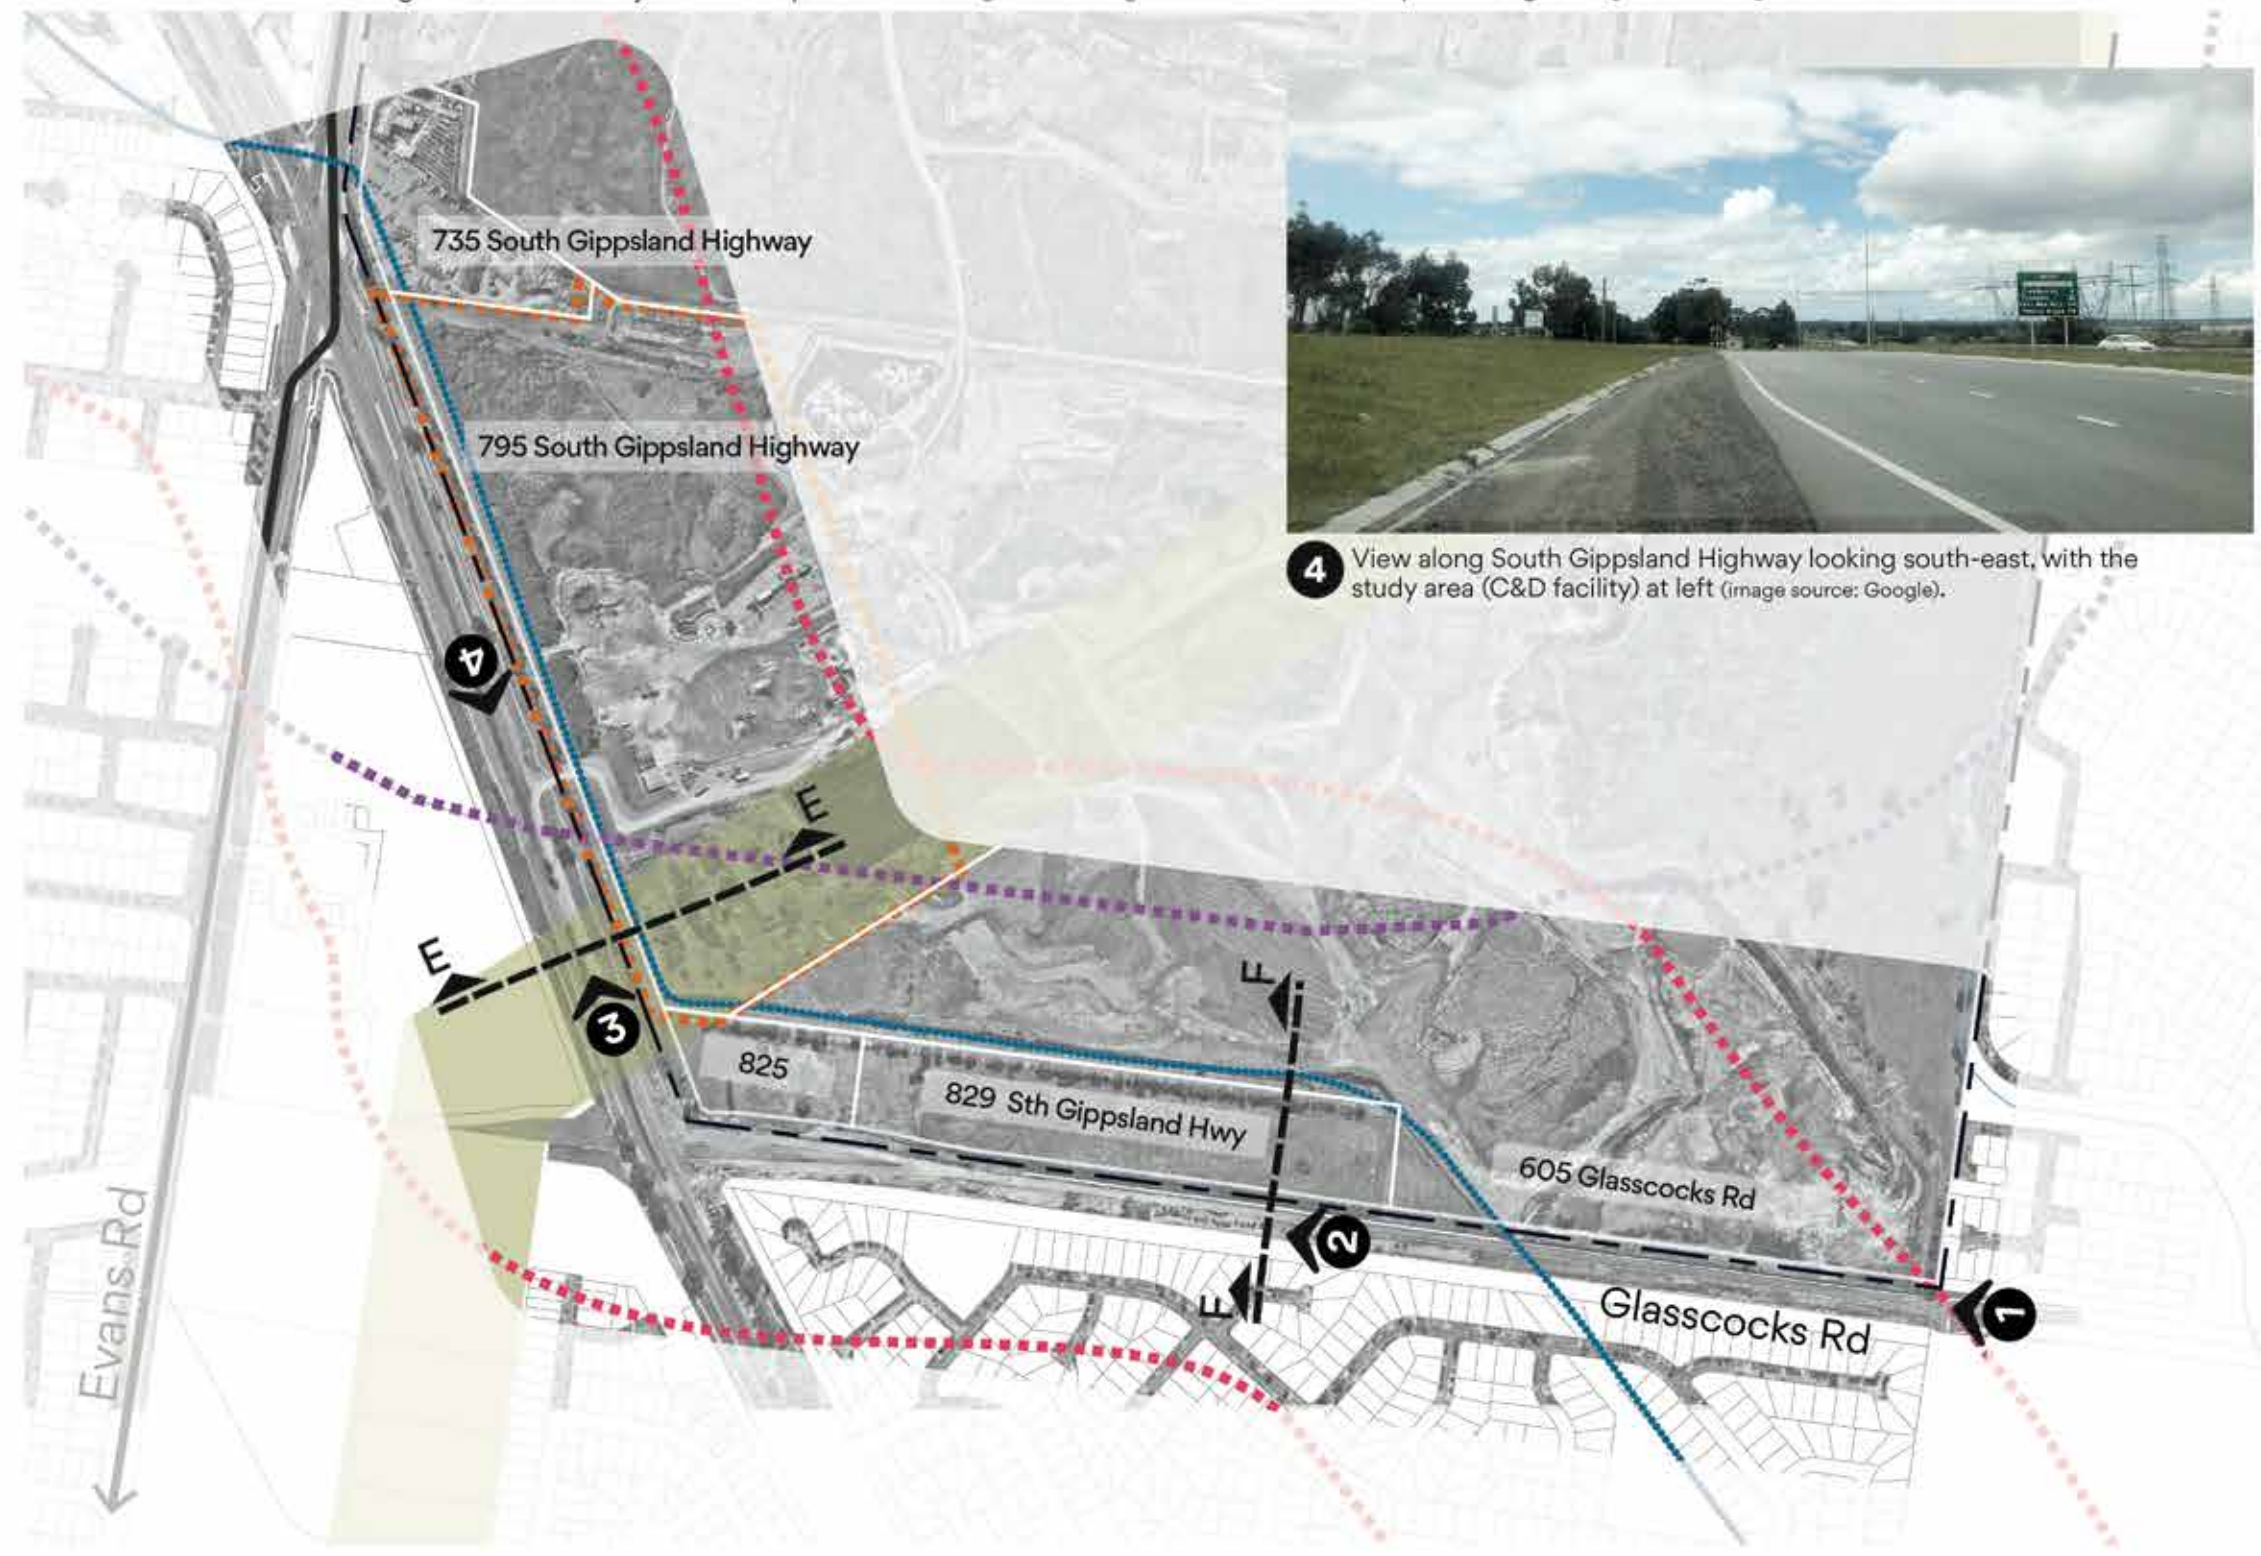 735 South Gippsland Highway
795 South Gippsland Highway
4 View along South Gippsland Highway looking south-east, with the
study area (C&D facility) at left (image source: Google).
4
E
E
3
F
825
829 Sth Gippsland Hwy
605 Glasscocks Rd
2
F
Glasscocks Rd
1
Evans Rd